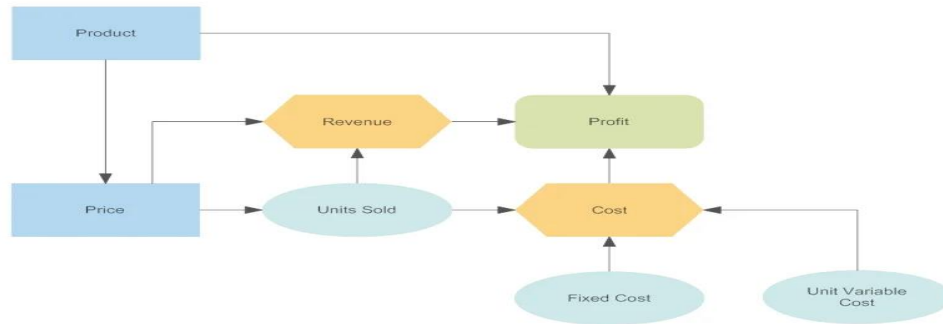 Product
Revenue
Profit
Price
Units Sold
Cost
Fixed Cost
Unit Variable
Cost